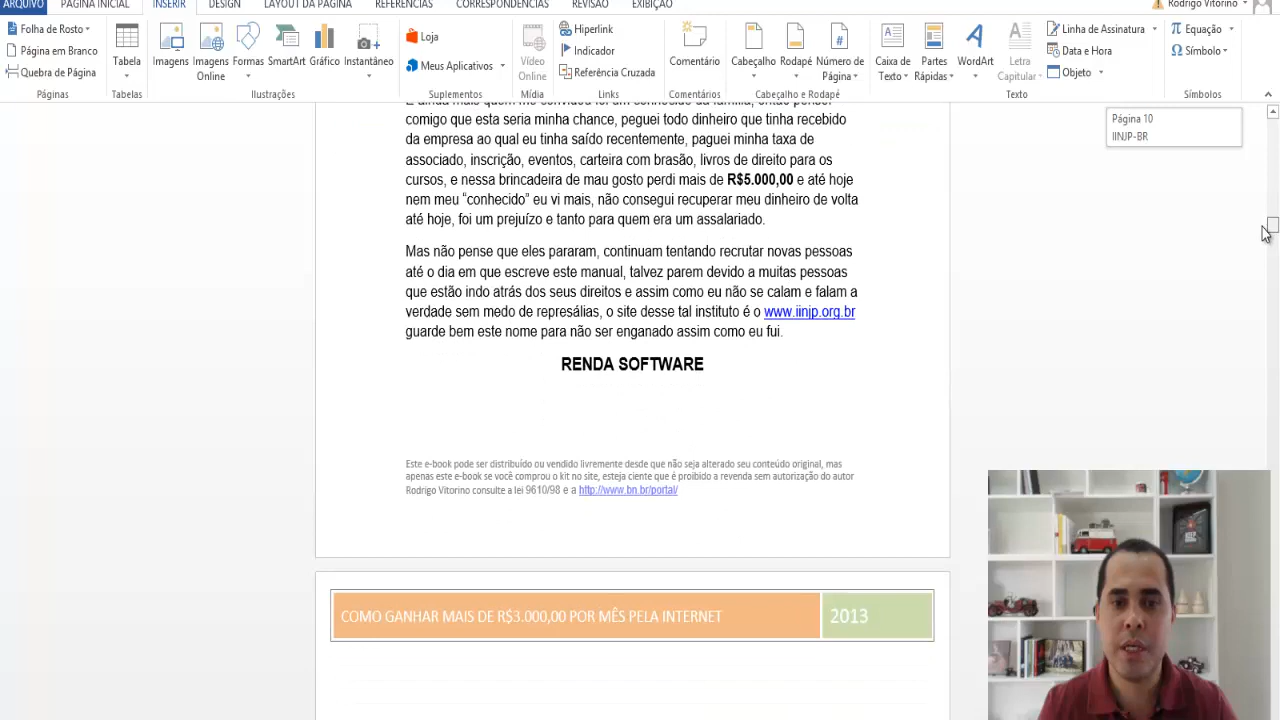 ARQUIVO PÁGINA INICIAL INSERIR DESIGN LAYOUT DA PÁGINA REFERÊNCIAS CORRESPONDÊNCIAS REVISÃO EXIBIÇÃO Rodrigo Vitorino
Folha de Rosto
Página em Branco
Quebra de Página
Páginas
Tabela
Tabelas
Imagens
Imagens Online
Formas
SmartArt
Gráfico
Instantâneo
Ilustrações
Loja
Meus Aplicativos
Suplementos
Vídeo Online
Mídia
Hiperlink
Indicador
Referência Cruzada
Links
Comentário
Comentários
Cabeçalho
Rodapé
Número de Página
Cabeçalho e Rodapé
Caixa de Texto
Partes Rápidas
WordArt
Letra Capitular
Linha de Assinatura
Data e Hora
Objeto
Texto
Equação
Símbolo
Símbolos
Página 10
IINJP-BR
comigo que esta seria minha chance, peguei todo dinheiro que tinha recebido
da empresa ao qual eu tinha saído recentemente, paguei minha taxa de
associado, inscrição, eventos, carteira com brasão, livros de direito para os
cursos, e nessa brincadeira de mau gosto perdi mais de R$5.000,00 e até hoje
nem meu “conhecido” eu vi mais, não consegui recuperar meu dinheiro de volta
até hoje, foi um prejuízo e tanto para quem era um assalariado.
Mas não pense que eles pararam, continuam tentando recrutar novas pessoas
até o dia em que escreve este manual, talvez parem devido a muitas pessoas
que estão indo atrás dos seus direitos e assim como eu não se calam e falam a
verdade sem medo de represálias, o site desse tal instituto é o www.iinjp.org.br
guarde bem este nome para não ser enganado assim como eu fui.
RENDA SOFTWARE
Este e-book pode ser distribuído ou vendido livremente desde que não seja alterado seu conteúdo original, mas
apenas este e-book se você comprou o kit no site, esteja ciente que é proibido a revenda sem autorização do autor
Rodrigo Vitorino consulte a lei 9610/98 e a http://www.bn.br/portal/
COMO GANHAR MAIS DE R$3.000,00 POR MÊS PELA INTERNET 2013